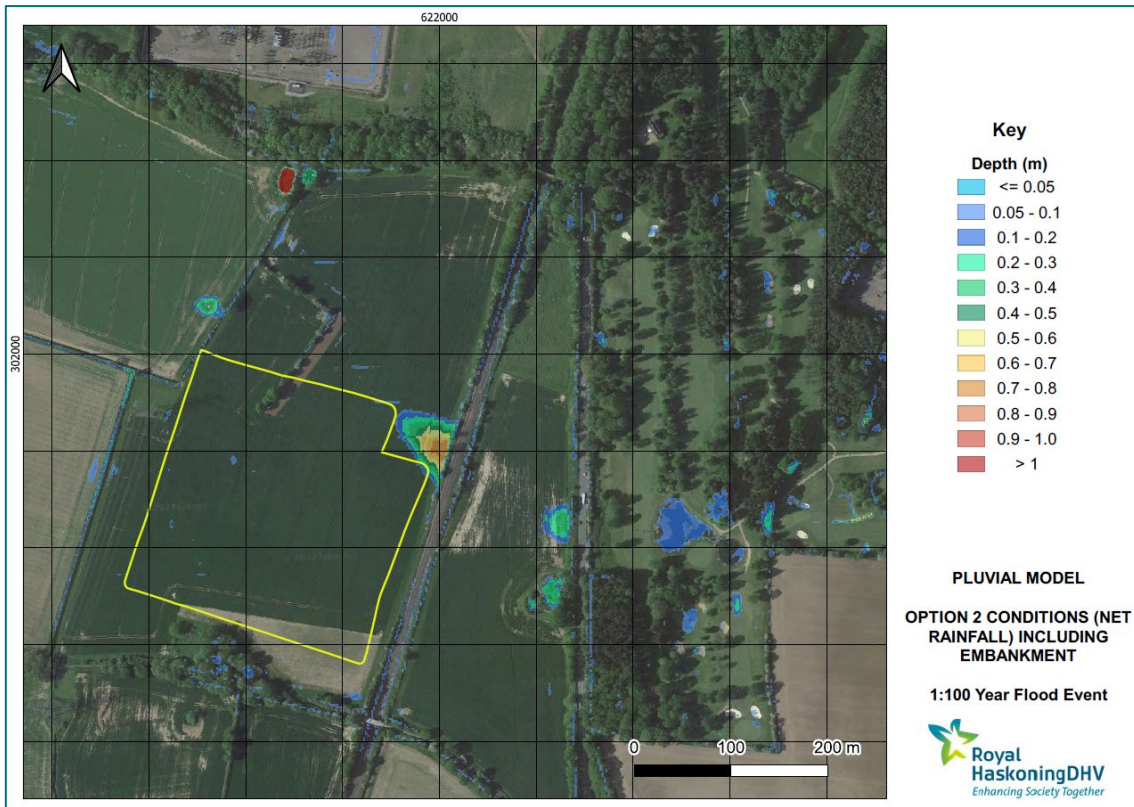 622000
302000
Key
Depth (m)
<= 0.05
0.05 - 0.1
0.1 - 0.2
0.2 - 0.3
0.3 - 0.4
0.4 - 0.5
0.5 - 0.6
0.6 - 0.7
0.7 - 0.8
0.8 - 0.9
0.9 - 1.0
> 1
PLUVIAL MODEL
OPTION 2 CONDITIONS (NET
RAINFALL) INCLUDING
EMBANKMENT
1:100 Year Flood Event
0 100 200 m
Royal
HaskoningDHV
Enhancing Society Together